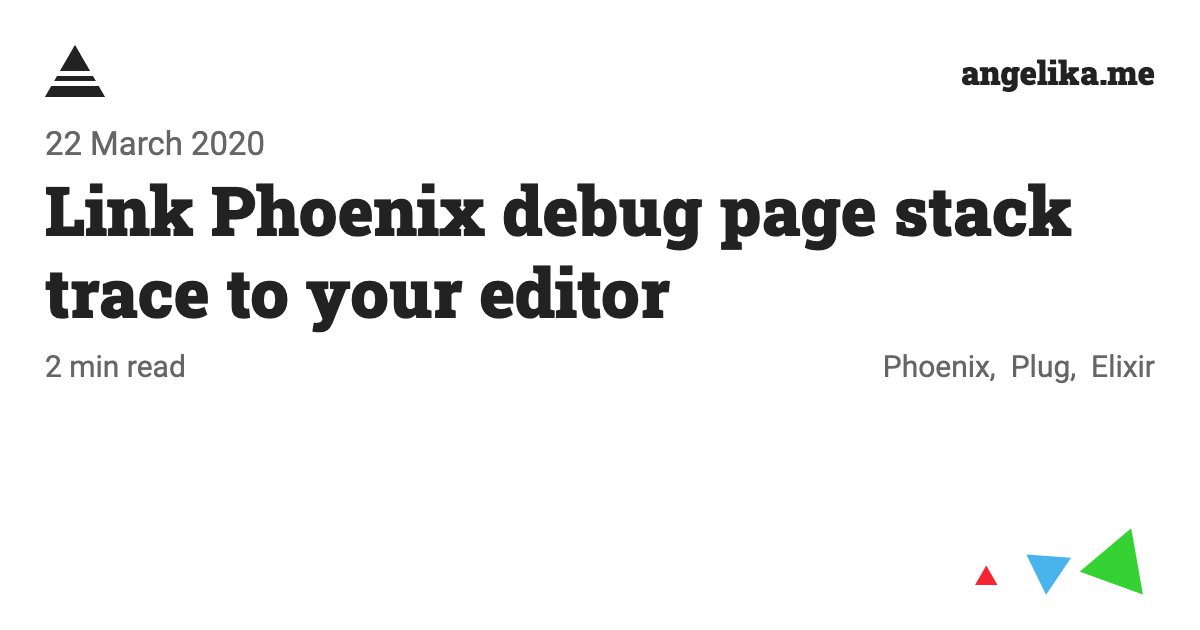 angelika.me
22 March 2020
Link Phoenix debug page stack
trace to your editor
2 min read
Phoenix, Plug, Elixir